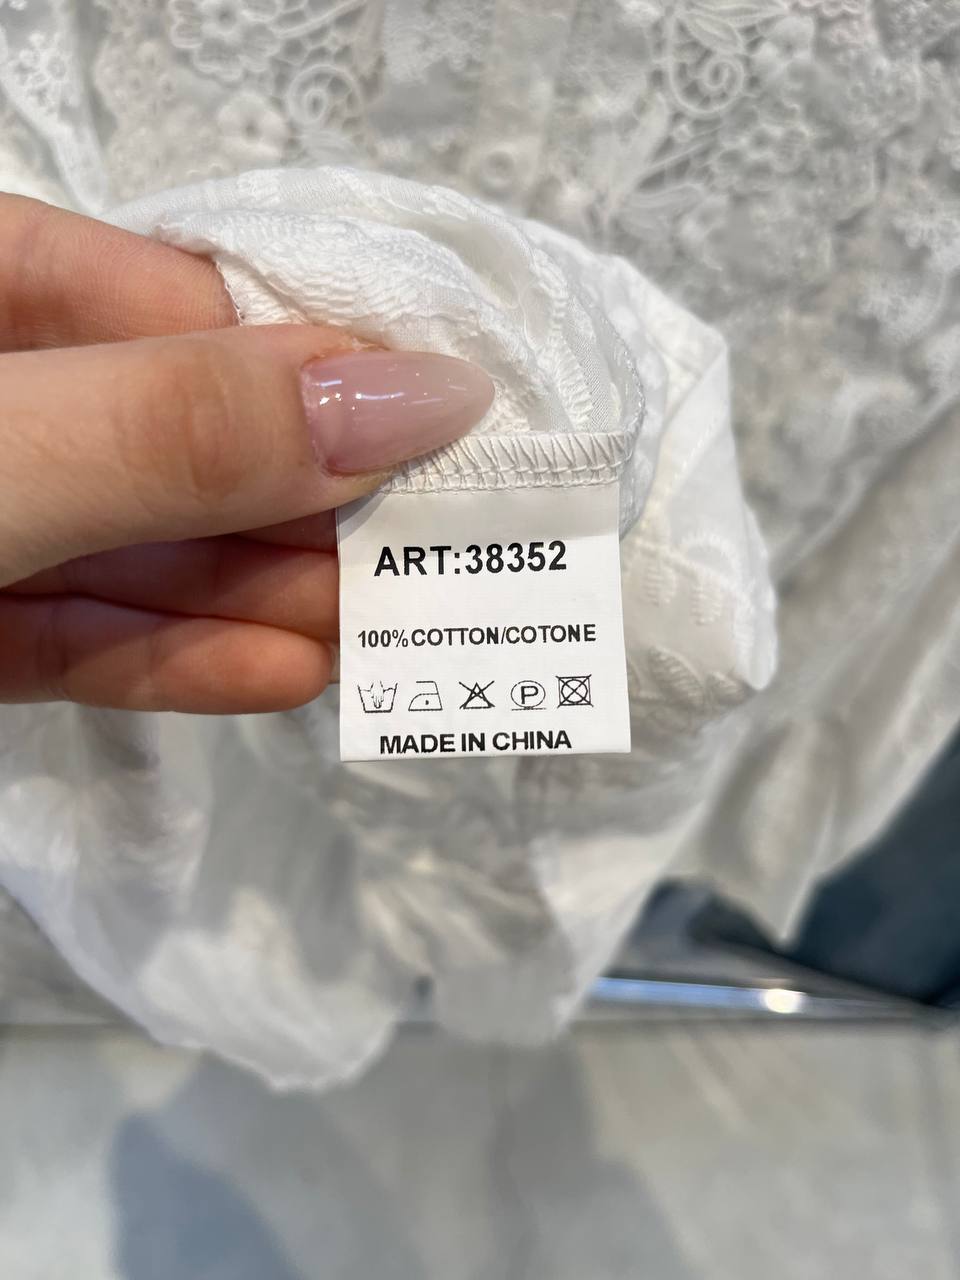 ART:38352
100% COTTON/COTONE
P
MADE IN CHINA